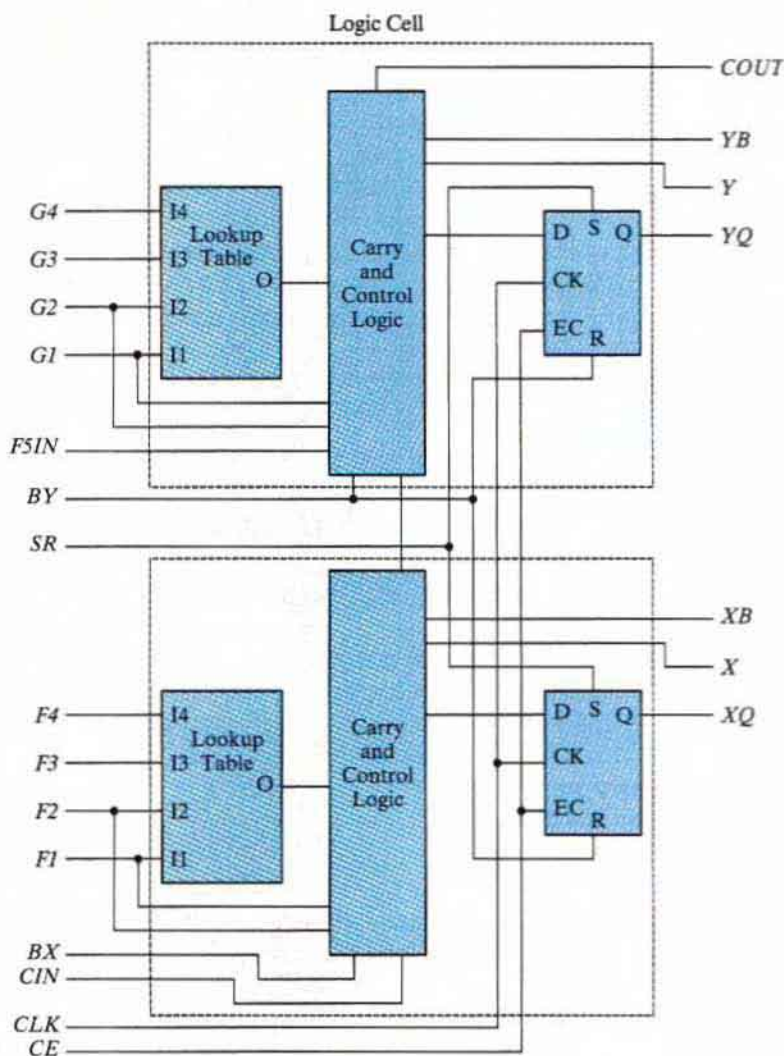 Logic Cell
COUT
YB
Y
YQ
G4
G3
G2
G1
F5IN
BY
SR
I4
I3
I2
I1
Lookup
Table
O
Carry
and
Control
Logic
D
S
Q
CK
EC
R
XB
X
XQ
F4
F3
F2
F1
BX
CIN
CLK
CE
I4
I3
I2
I1
Lookup
Table
O
Carry
and
Control
Logic
D
S
Q
CK
EC
R